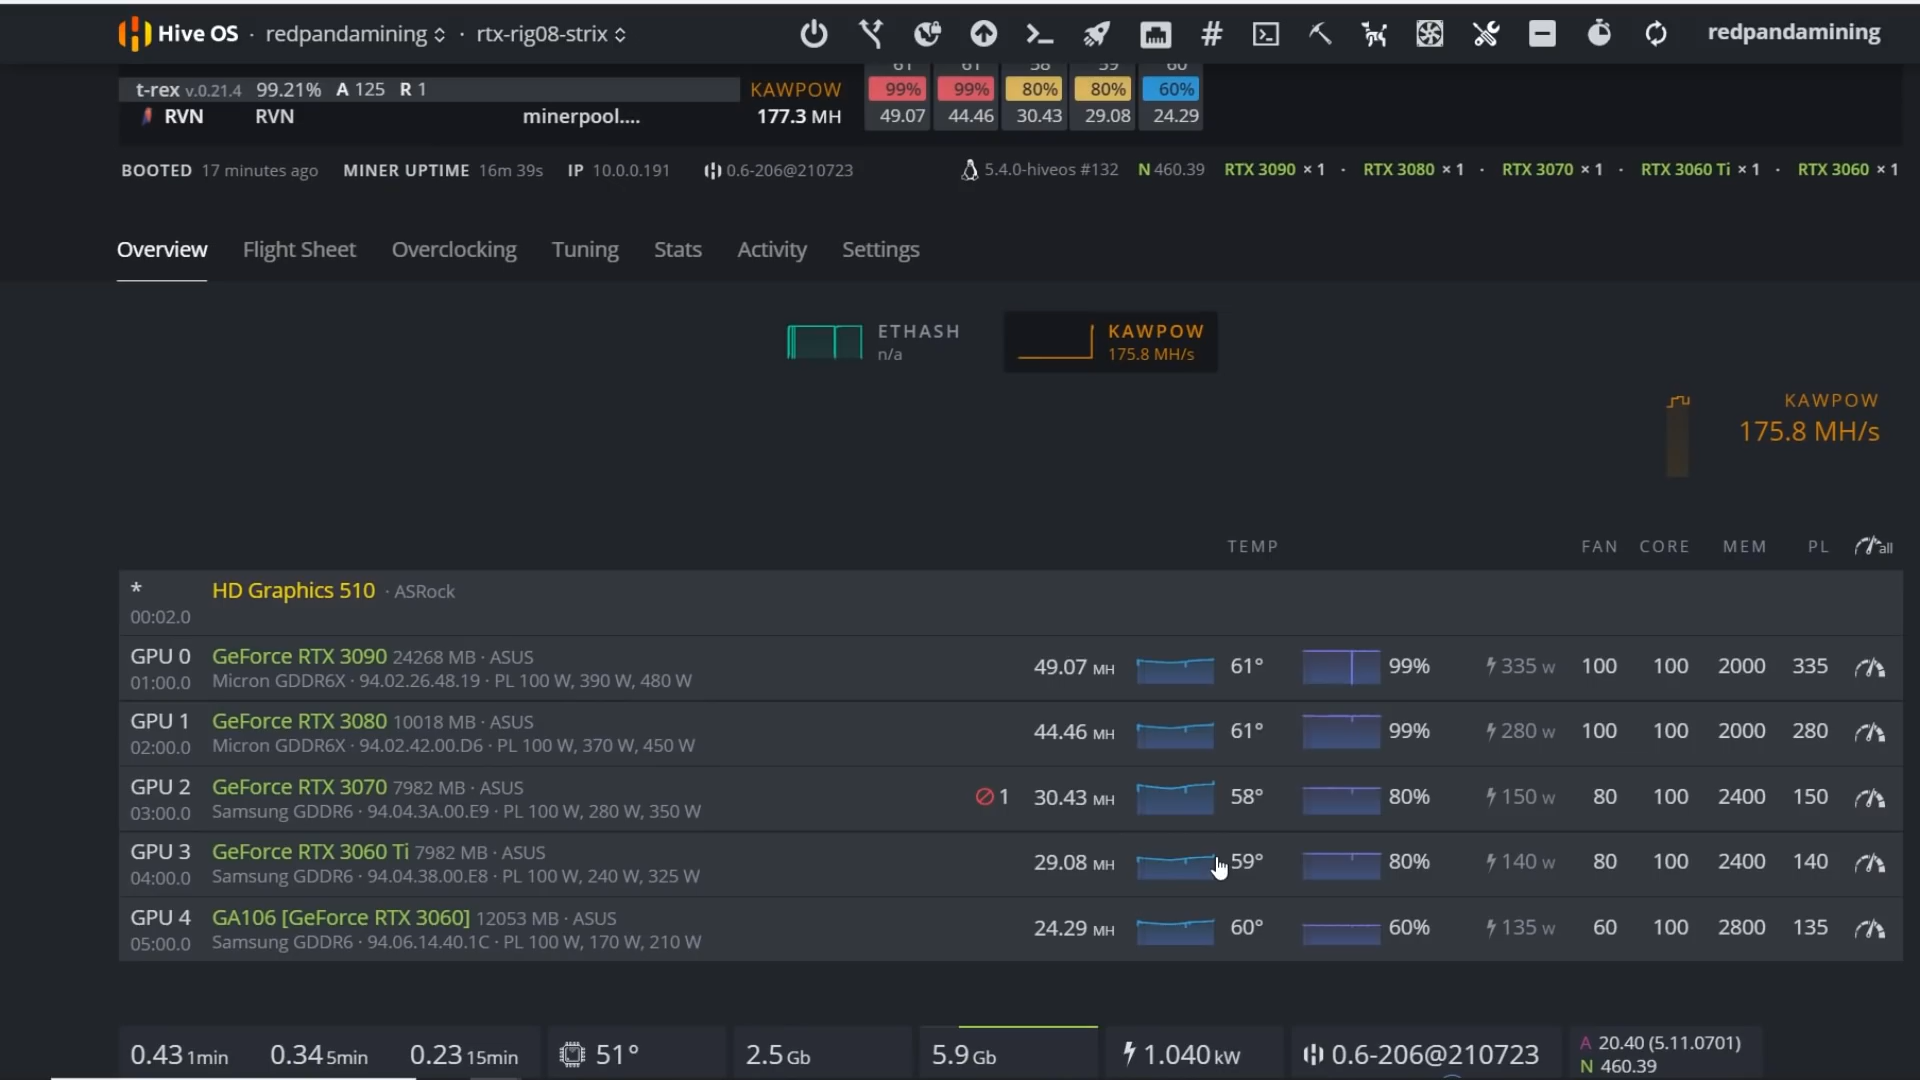 Hive OS · redpandamining · rtx-rig08-strix redpandamining
61 61 58 59 60
t-rex v.0.21.4 99.21% A 125 R 1 KAWPOW 99% 99% 80% 80% 60%
RVN RVN minerpool.... 177.3 MH 49.07 44.46 30.43 29.08 24.29
BOOTED 17 minutes ago MINER UPTIME 16m 39s IP 10.0.0.191 0.6-206@210723 5.4.0-hiveos #132 N 460.39 RTX 3090 × 1 · RTX 3080 × 1 · RTX 3070 × 1 · RTX 3060 Ti × 1 · RTX 3060 × 1
Overview Flight Sheet Overclocking Tuning Stats Activity Settings
ETHASH KAWPOW
n/a 175.8 MH/s
KAWPOW
175.8 MH/s
TEMP FAN CORE MEM PL all
* HD Graphics 510 · ASRock
00:02.0
GPU 0 GeForce RTX 3090 24268 MB · ASUS 49.07 MH 61° 99% 335 W 100 100 2000 335
01:00.0 Micron GDDR6X · 94.02.26.48.19 · PL 100 W, 390 W, 480 W
GPU 1 GeForce RTX 3080 10018 MB · ASUS 44.46 MH 61° 99% 280 W 100 100 2000 280
02:00.0 Micron GDDR6X · 94.02.42.00.D6 · PL 100 W, 370 W, 450 W
GPU 2 GeForce RTX 3070 7982 MB · ASUS 1 30.43 MH 58° 80% 150 W 80 100 2400 150
03:00.0 Samsung GDDR6 · 94.04.3A.00.E9 · PL 100 W, 280 W, 350 W
GPU 3 GeForce RTX 3060 Ti 7982 MB · ASUS 29.08 MH 59° 80% 140 W 80 100 2400 140
04:00.0 Samsung GDDR6 · 94.04.38.00.E8 · PL 100 W, 240 W, 325 W
GPU 4 GA106 [GeForce RTX 3060] 12053 MB · ASUS 24.29 MH 60° 60% 135 W 60 100 2800 135
05:00.0 Samsung GDDR6 · 94.06.14.40.1C · PL 100 W, 170 W, 210 W
0.43 1min 0.34 5min 0.23 15min 51° 2.5 Gb 5.9 Gb 1.040 kW 0.6-206@210723 A 20.40 (5.11.0701)
N 460.39